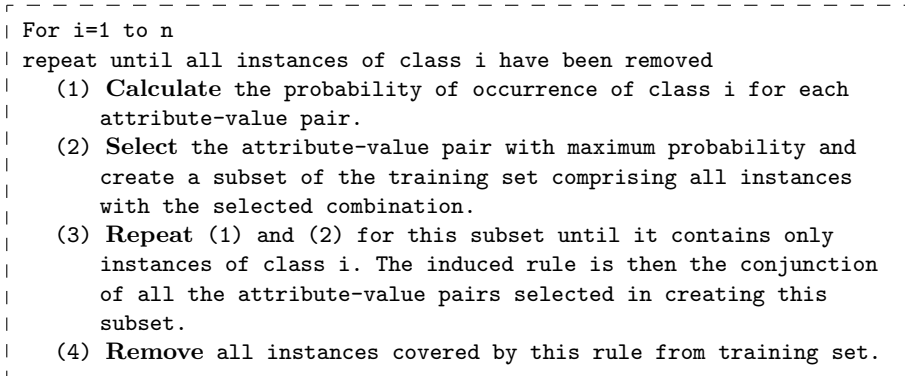 For i=1 to n
repeat until all instances of class i have been removed
(1) Calculate the probability of occurrence of class i for each
attribute-value pair.
(2) Select the attribute-value pair with maximum probability and
create a subset of the training set comprising all instances
with the selected combination.
(3) Repeat (1) and (2) for this subset until it contains only
instances of class i. The induced rule is then the conjunction
of all the attribute-value pairs selected in creating this
subset.
(4) Remove all instances covered by this rule from training set.